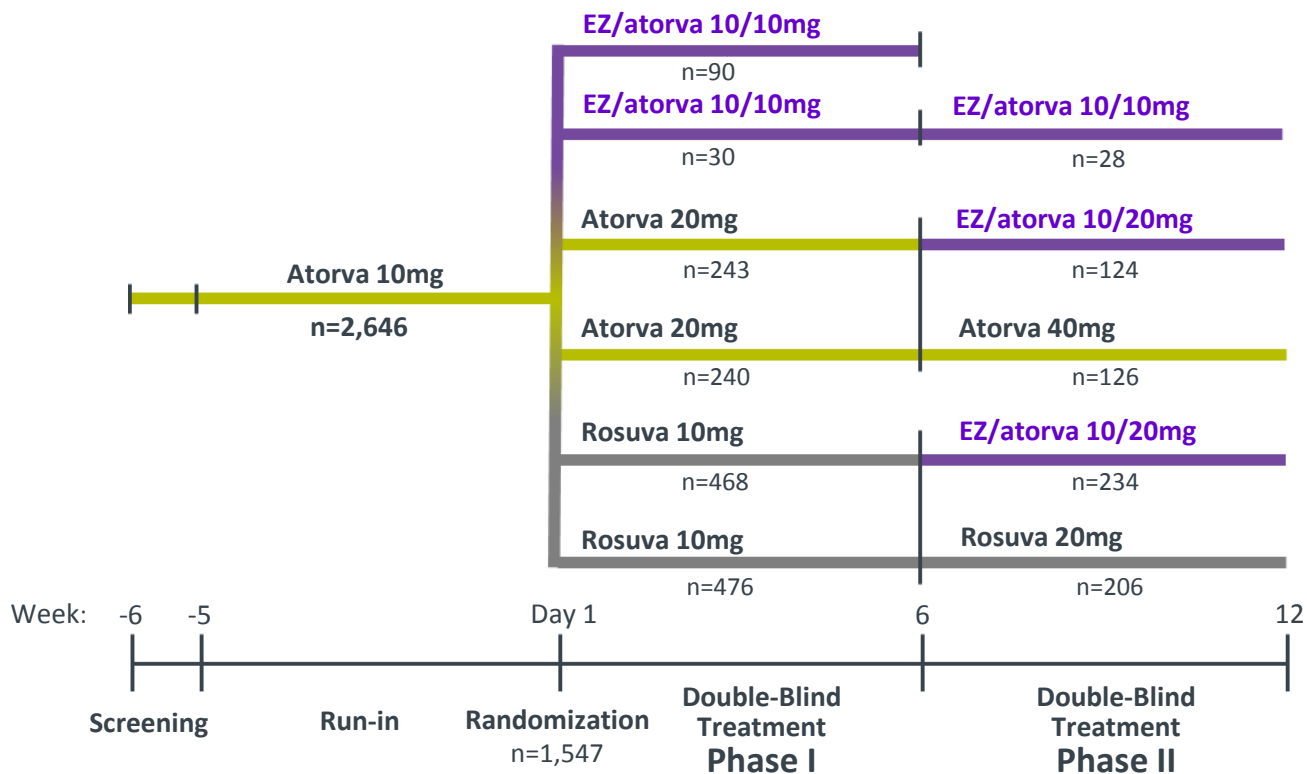 EZ/atorva 10/10mg
n=90
EZ/atorva 10/10mg
EZ/atorva 10/10mg
n=30
n=28
Atorva 20mg
EZ/atorva 10/20mg
n=243
n=124
Atorva 10mg
n=2,646
Atorva 20mg
Atorva 40mg
n=240
n=126
Rosuva 10mg
EZ/atorva 10/20mg
n=468
n=234
Rosuva 10mg
Rosuva 20mg
n=476
n=206
Week: -6 -5 Day 1 6 12
Screening
Run-in
Randomization
n=1,547
Double-Blind
Treatment
Phase I
Double-Blind
Treatment
Phase II